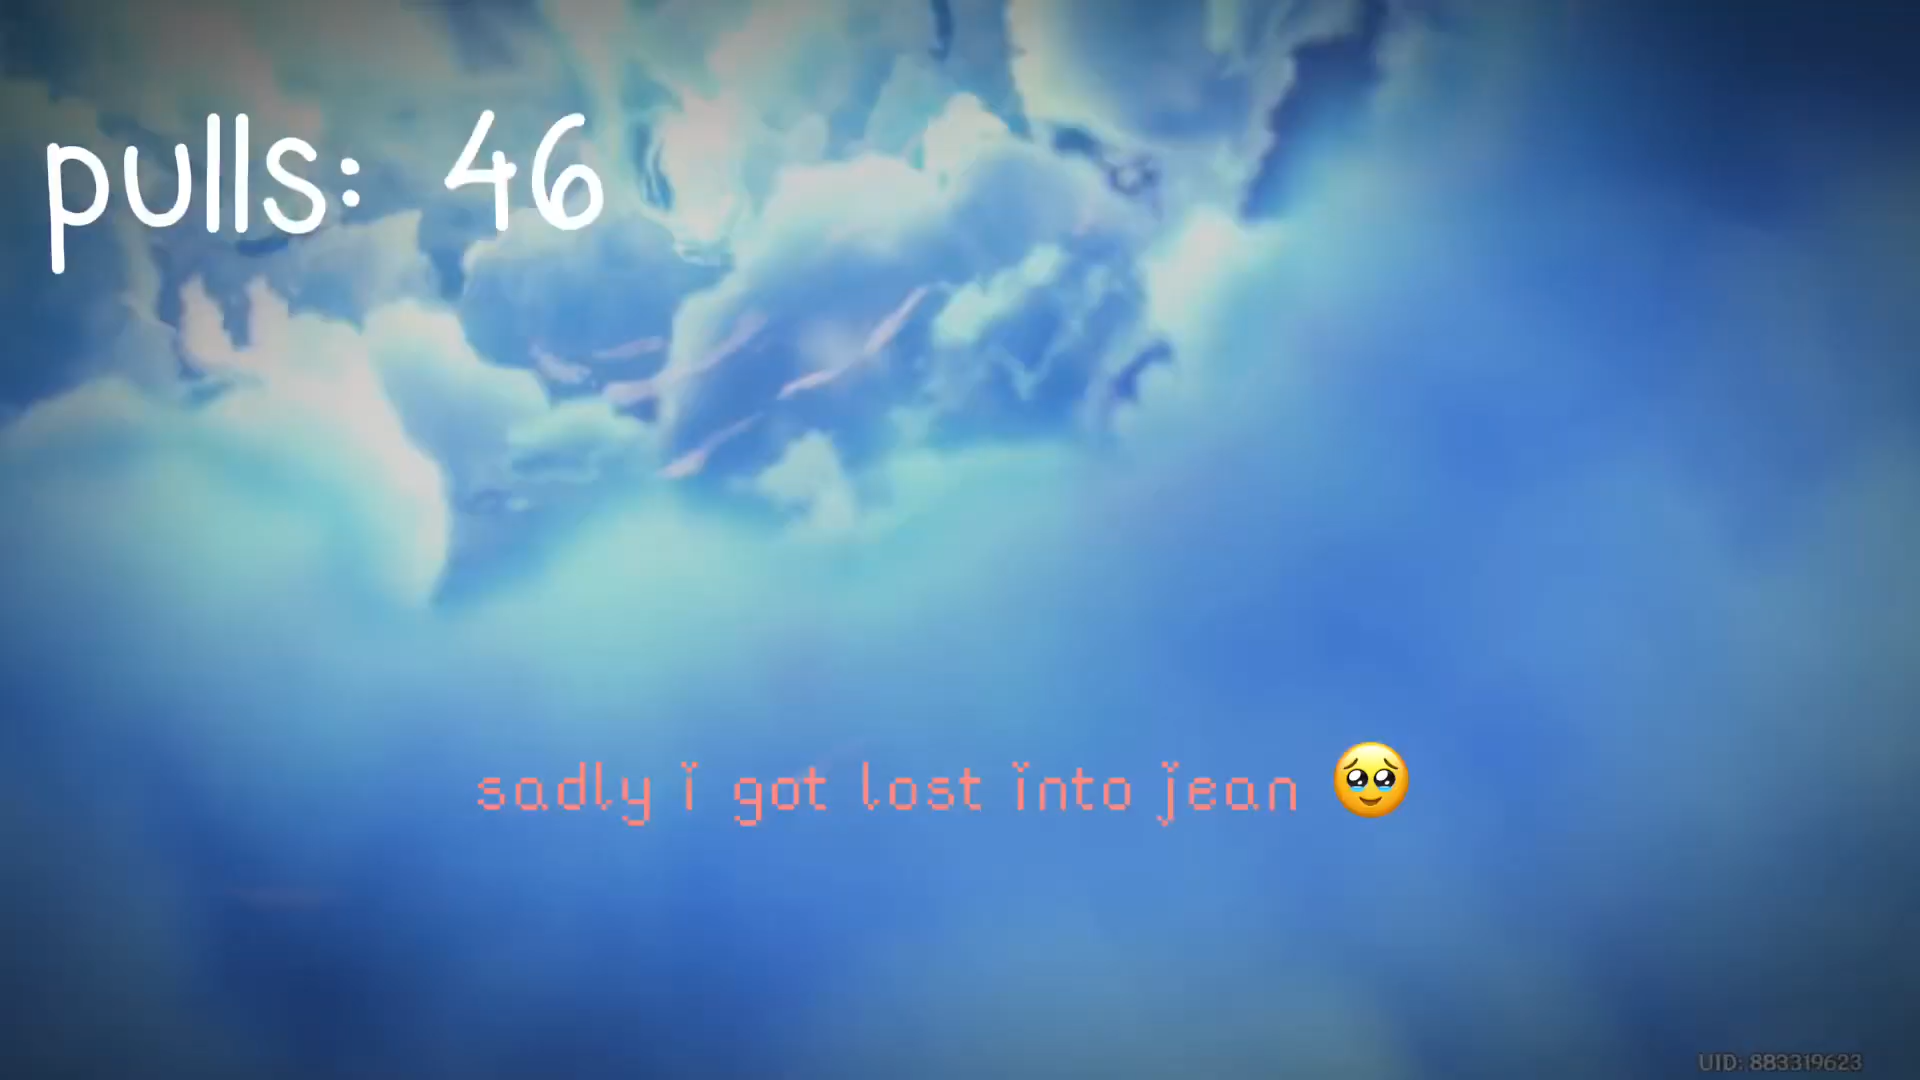 pulls: 46
sadly i got lost into jean 🥹
UID: 883319623